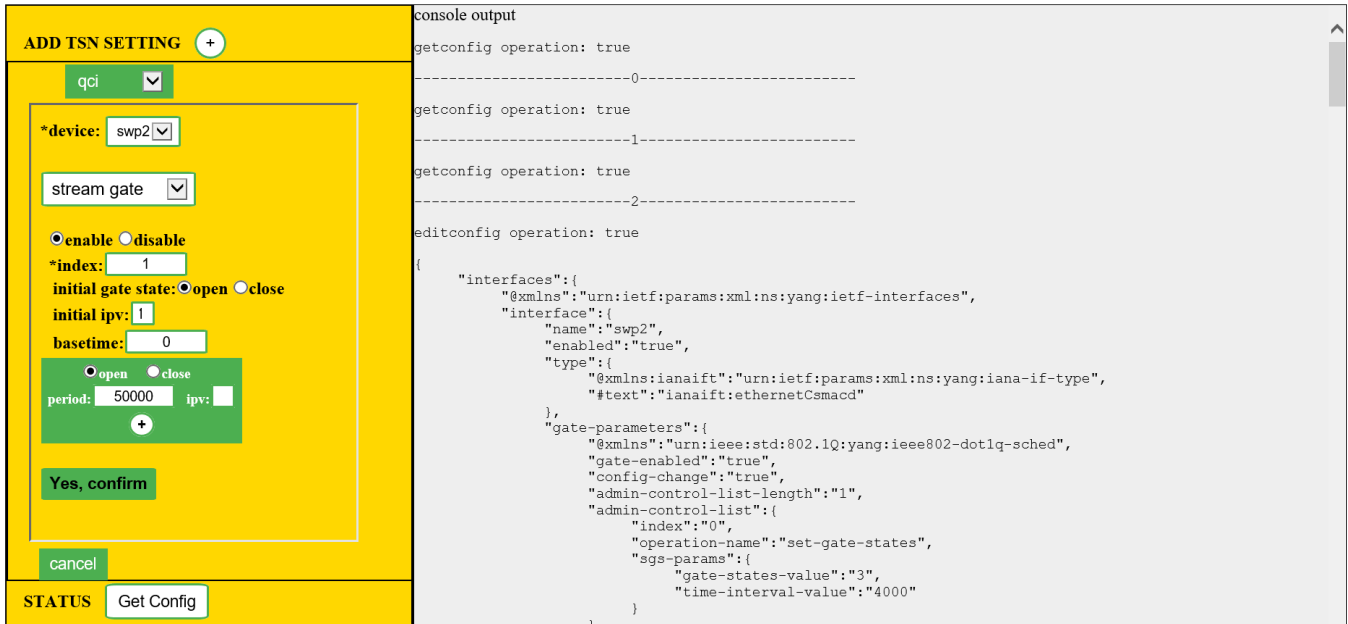 ADD TSN SETTING +
qci
*device: swp2
stream gate
enable disable
*index: 1
initial gate state: open close
initial ipv: 1
basetime: 0
open close
period: 50000 ipv:
+
Yes, confirm
cancel
STATUS Get Config
console output
getconfig operation: true
-------------------------0-------------------------
getconfig operation: true
-------------------------1-------------------------
getconfig operation: true
-------------------------2-------------------------
editconfig operation: true
{
"interfaces":{
"@xmlns":"urn:ietf:params:xml:ns:yang:ietf-interfaces",
"interface":{
"name":"swp2",
"enabled":"true",
"type":{
"@xmlns:ianaift":"urn:ietf:params:xml:ns:yang:iana-if-type",
"#text":"ianaift:ethernetCsmacd"
},
"gate-parameters":{
"@xmlns":"urn:ieee:std:802.1Q:yang:ieee802-dot1q-sched",
"gate-enabled":"true",
"config-change":"true",
"admin-control-list-length":"1",
"admin-control-list":{
"index":"0",
"operation-name":"set-gate-states",
"sgs-params":{
"gate-states-value":"3",
"time-interval-value":"4000"
}
}